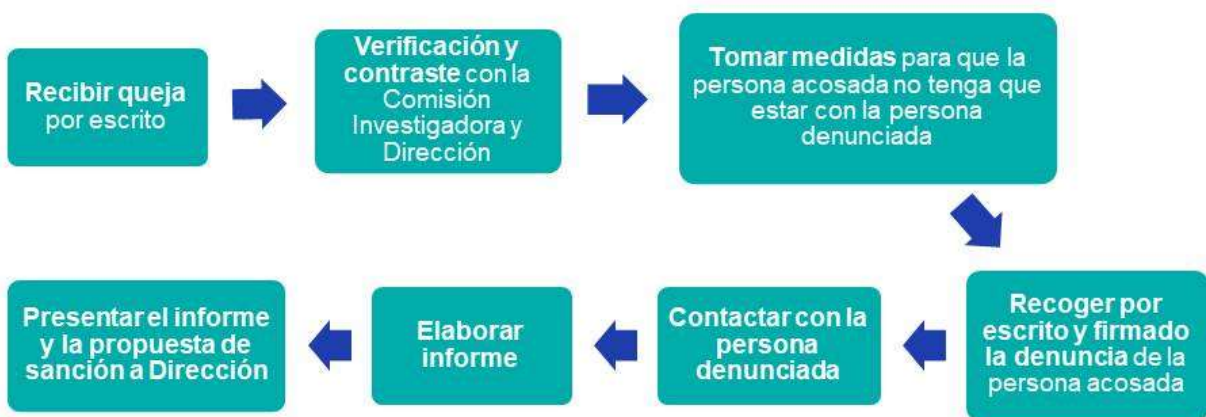 Recibir queja
por escrito
Verificación y
contraste con la
Comisión
Investigadora y
Dirección
Tomar medidas para que la
persona acosada no tenga que
estar con la persona
denunciada
Recoger por
escrito y firmado
la denuncia de la
persona acosada
Contactar con la
persona
denunciada
Elaborar
informe
Presentar el informe
y la propuesta de
sanción a Dirección